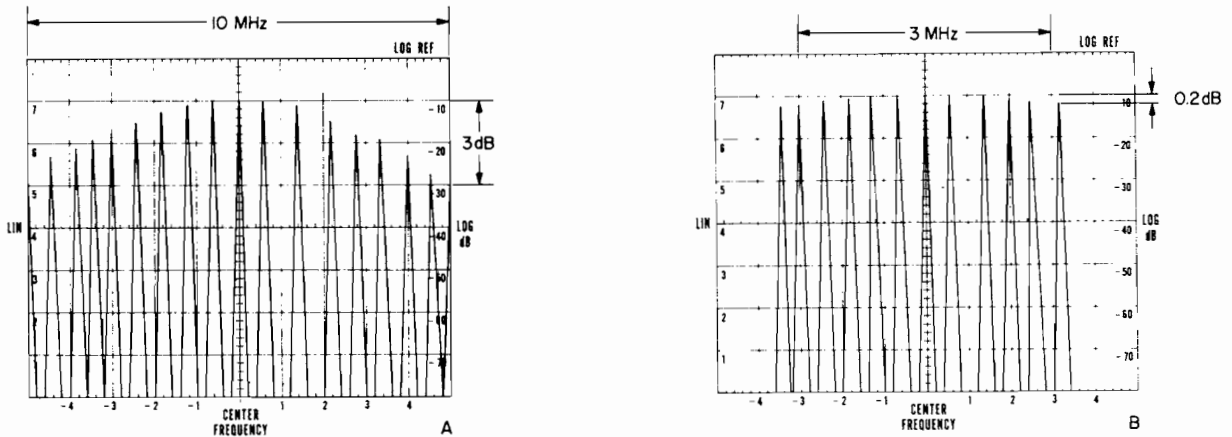 10 MHz
LOG REF
7
-10
3dB
6
-20
5
-30
LIN
4
LOG
dB
-40
3
2
-4
-3
-2
-1
1
2
3
4
CENTER
FREQUENCY
A
3 MHz
LOG REF
7
10
0.2dB
6
-20
5
-30
LIN
4
LOG
dB
-40
3
-50
2
-60
1
-70
-4
-3
-2
-1
1
2
3
4
CENTER
FREQUENCY
B